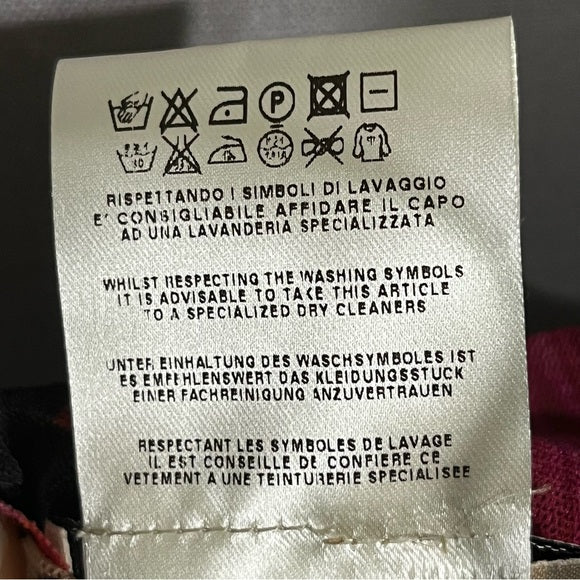 P
RISPETTANDO I SIMBOLI DI LAVAGGIO
E' CONSIGLIABILE AFFIDARE IL CAPO
AD UNA LAVANDERIA SPECIALIZZATA
WHILST RESPECTING THE WASHING SYMBOLS
IT IS ADVISABLE TO TAKE THIS ARTICLE
TO A SPECIALIZED DRY CLEANERS
UNTER EINHALTUNG DES WASCHSYMBOLES IST
ES EMFEHLENSWERT DAS KLEIDUNGSSTUCK
EINER FACHREINIGUNG ANZUVERTRAUEN
RESPECTANT LES SYMBOLES DE LAVAGE
IL EST CONSEILLE DE CONFIERE CE
VETEMENT A UNE TEINTURERIE SPECIALISEE